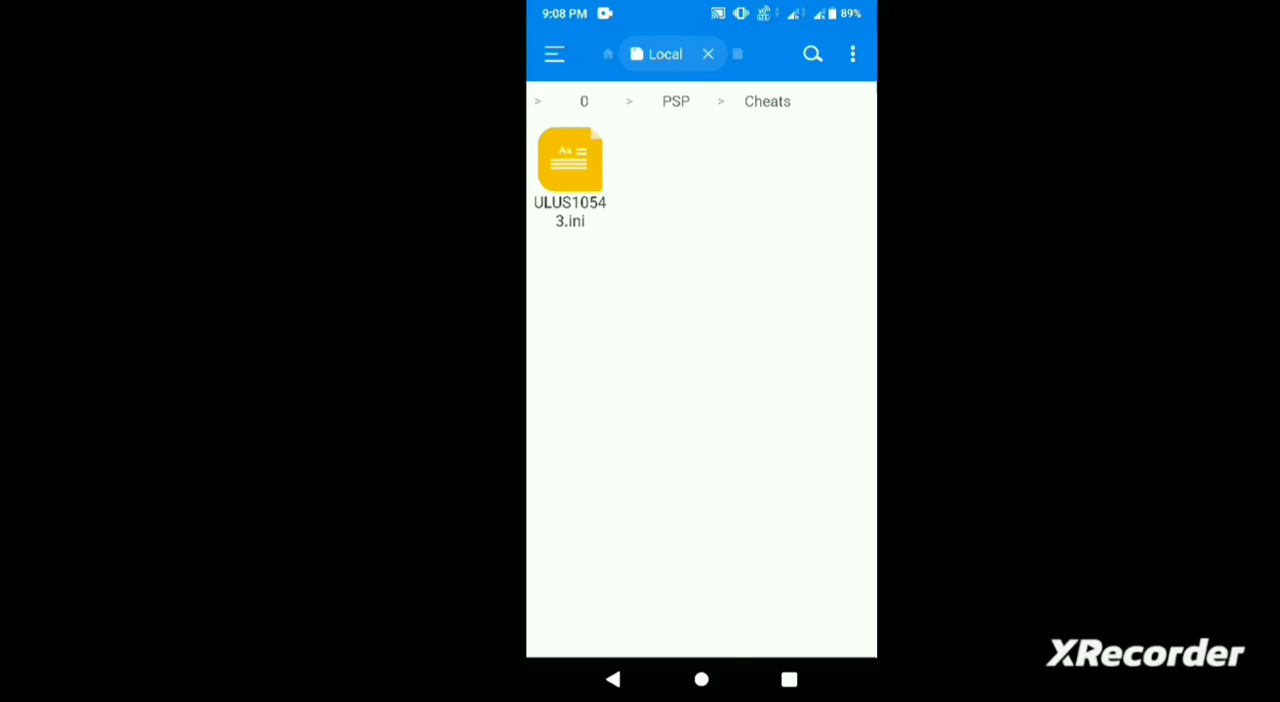 9:08 PM 89%
Local
> 0 > PSP > Cheats
Aa
ULUS1054
3.ini
XRecorder